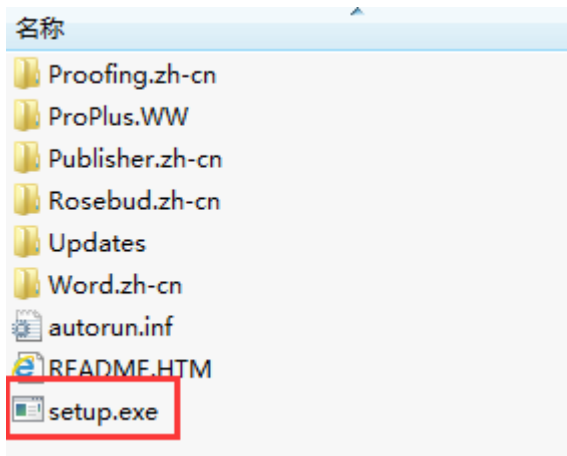 名称
Proofing.zh-cn
ProPlus.WW
Publisher.zh-cn
Rosebud.zh-cn
Updates
Word.zh-cn
autorun.inf
README.HTM
setup.exe